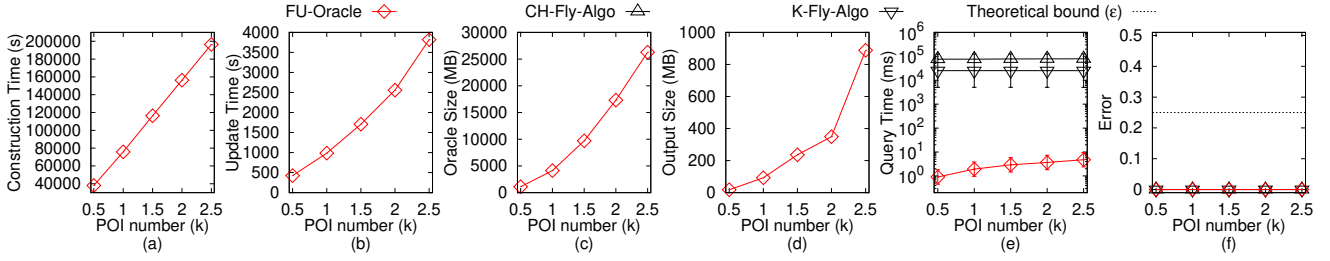 FU-Oracle CH-Fly-Algo K-Fly-Algo Theoretical bound (ε)
Construction Time (s)
200000
180000
160000
140000
120000
100000
80000
60000
40000
0.5 1 1.5 2 2.5
POI number (k)
(a)
Update Time (s)
4000
3500
3000
2500
2000
1500
1000
500
0
0.5 1 1.5 2 2.5
POI number (k)
(b)
Oracle Size (MB)
30000
25000
20000
15000
10000
5000
0
0.5 1 1.5 2 2.5
POI number (k)
(c)
Output Size (MB)
1000
800
600
400
200
0
0.5 1 1.5 2 2.5
POI number (k)
(d)
Query Time (ms)
10⁶
10⁵
10⁴
10³
10²
10¹
10⁰
0.5 1 1.5 2 2.5
POI number (k)
(e)
Error
0.5
0.4
0.3
0.2
0.1
0
0.5 1 1.5 2 2.5
POI number (k)
(f)